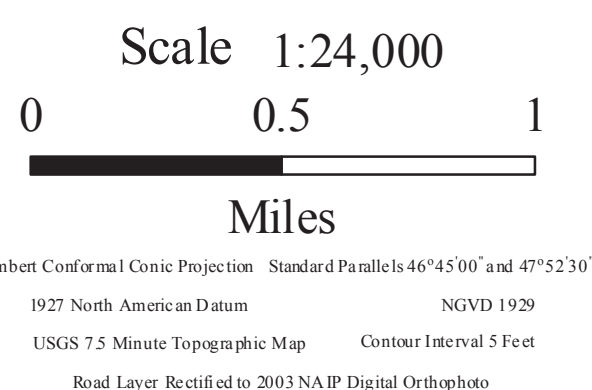 Scale 1:24,000
0 0.5 1
Miles
mbert Conformal Conic Projection Standard Parallels 46°45'00" and 47°52'30"
1927 North American Datum NGVD 1929
USGS 7.5 Minute Topographic Map Contour Interval 5 Feet
Road Layer Rectified to 2003 NAIP Digital Orthophoto